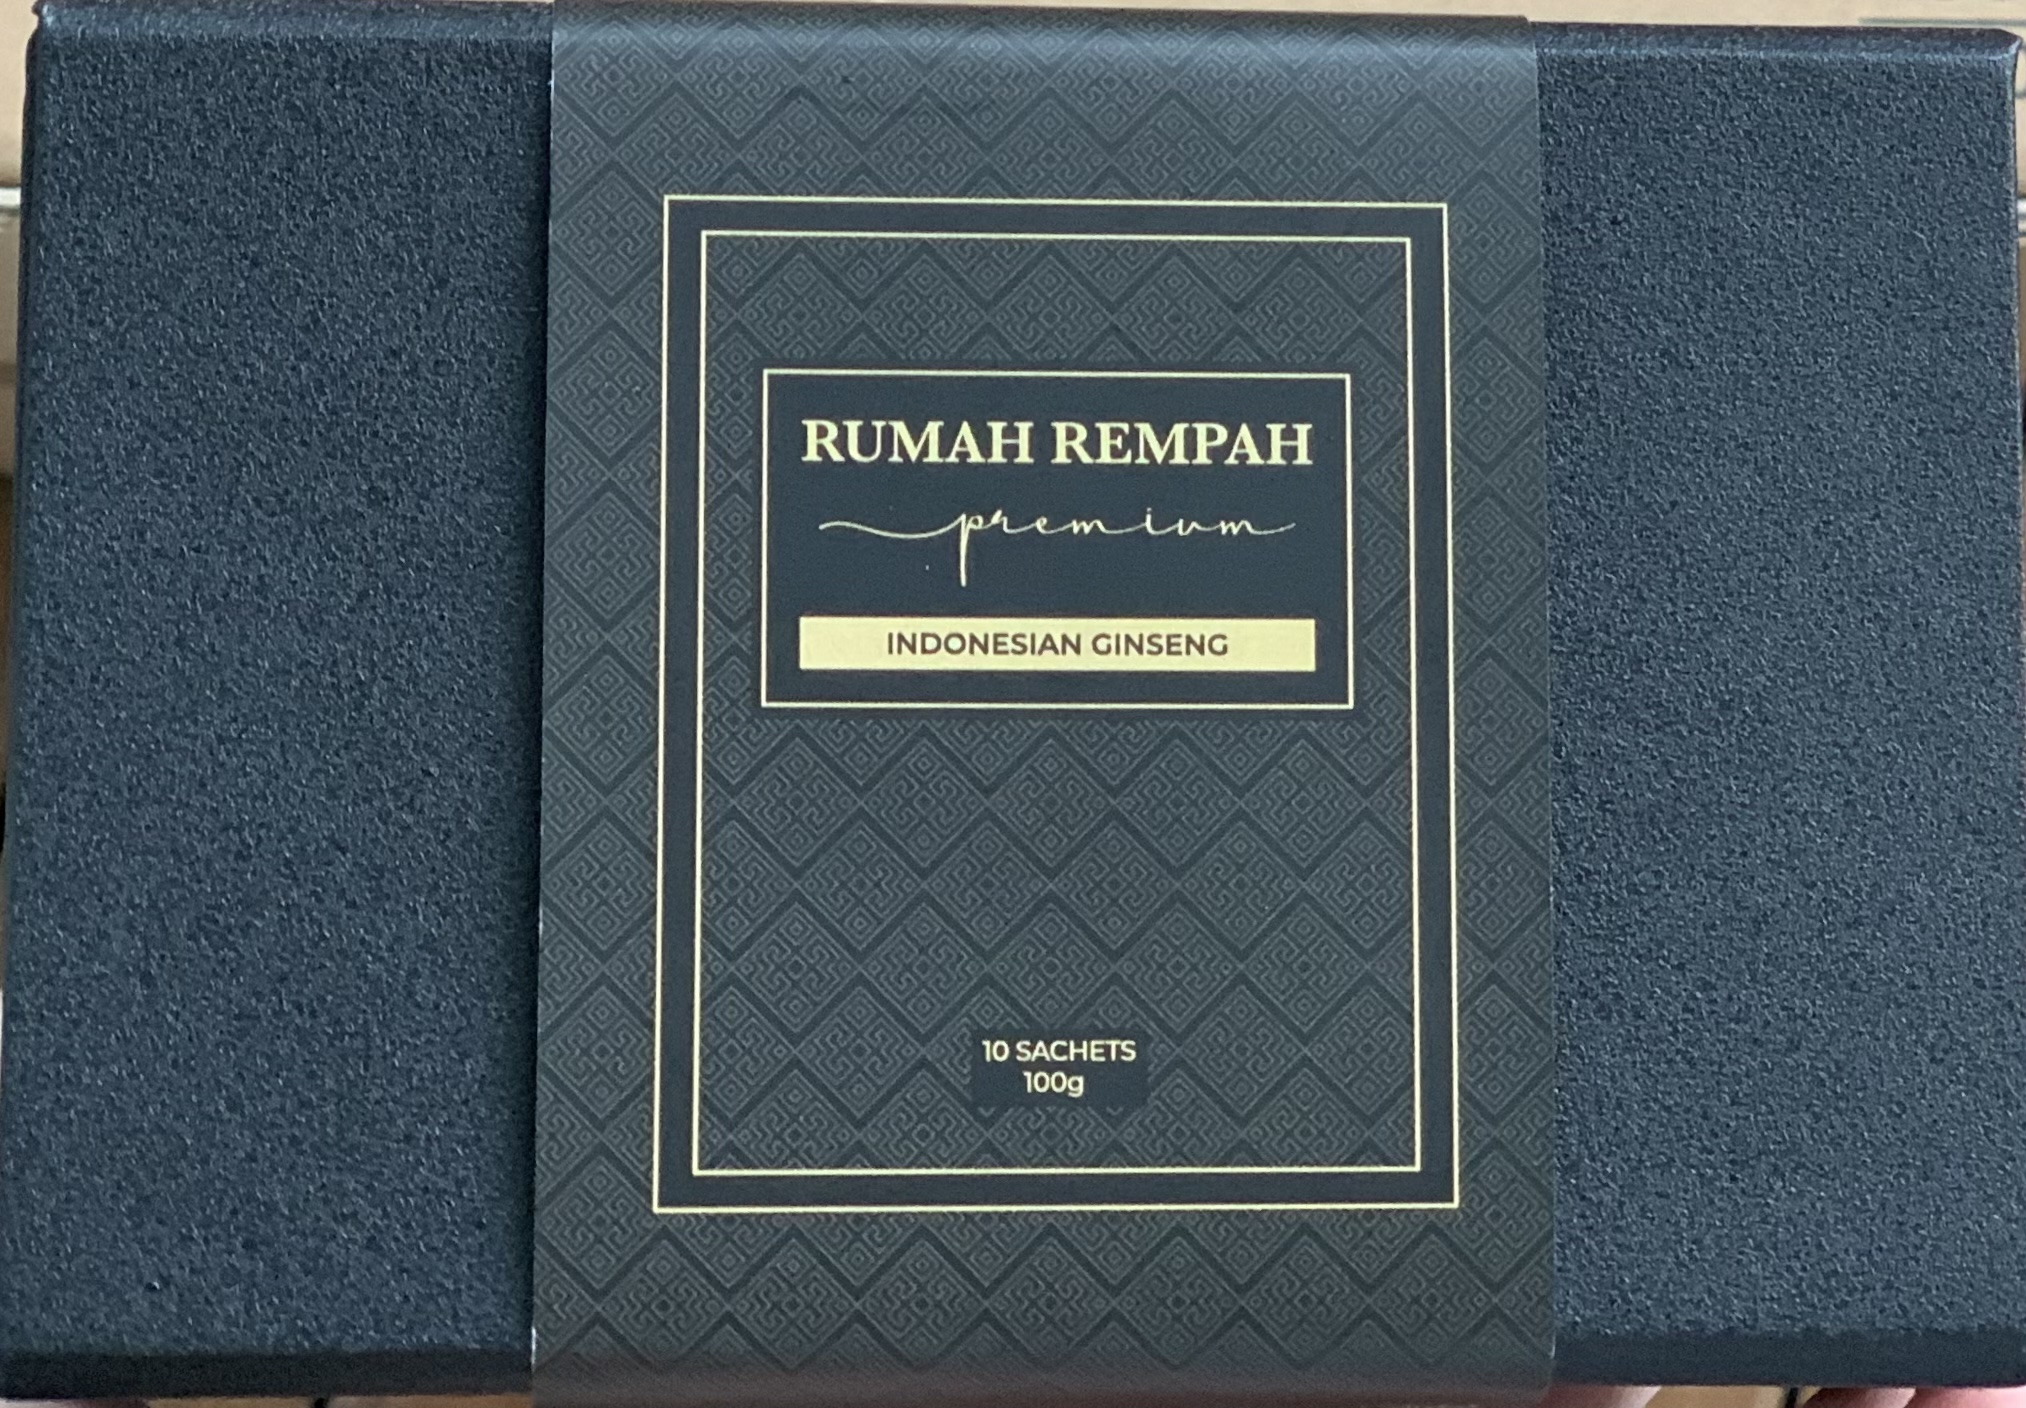 RUMAH REMPAH
premium
INDONESIAN GINSENG
10 SACHETS
100g